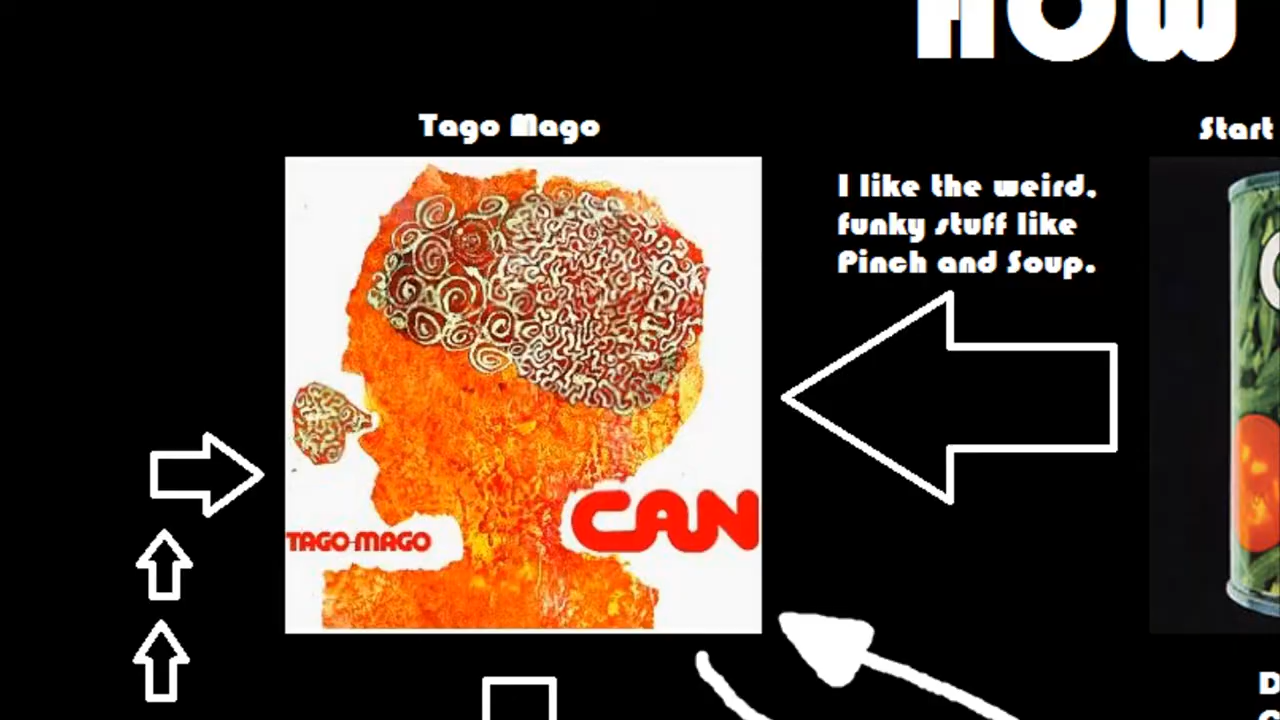 HOW
Tago Mago
Start
I like the weird,
funky stuff like
Pinch and Soup.
CAN
TAGO-MAGO